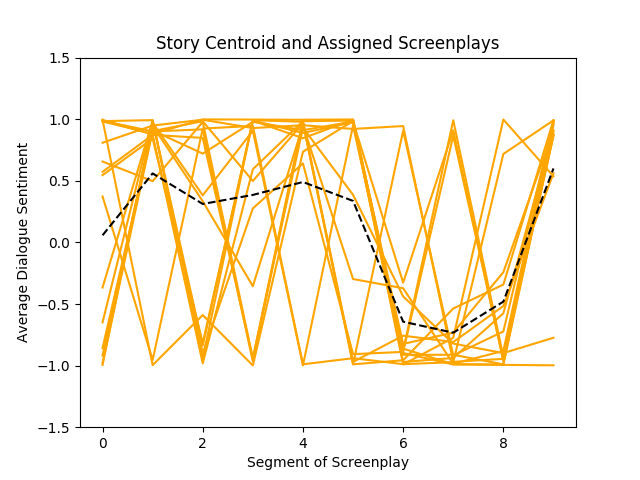 Story Centroid and Assigned Screenplays
1.5
1.0
0.5
0.0
−0.5
−1.0
−1.5
Average Dialogue Sentiment
0 2 4 6 8
Segment of Screenplay